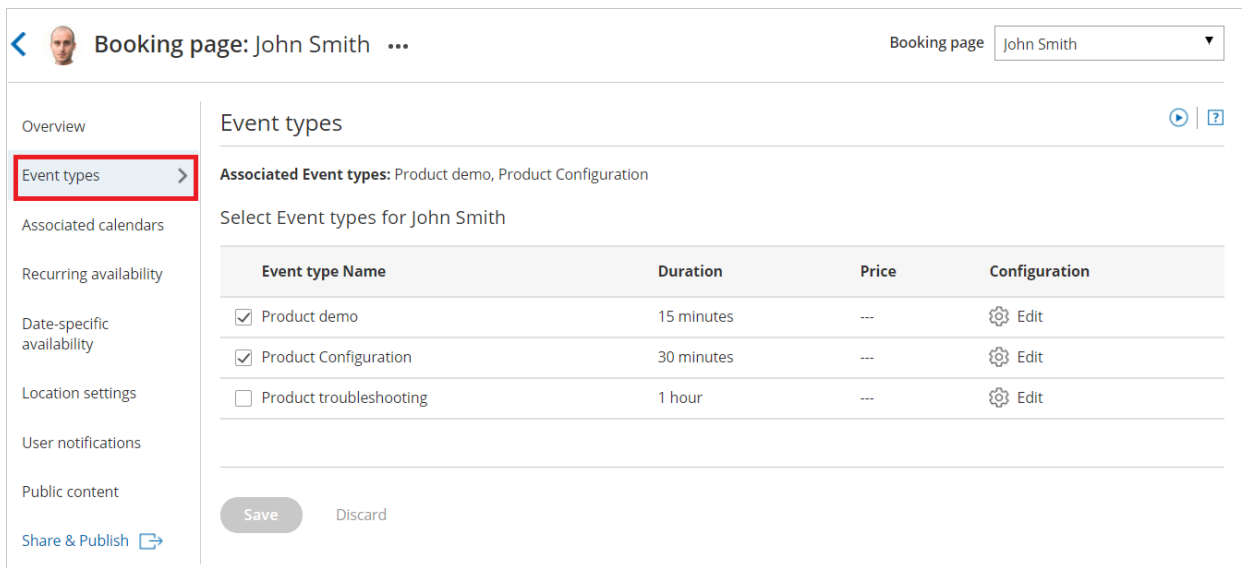 Booking page: John Smith ...
Booking page John Smith
Overview
Event types
Associated calendars
Recurring availability
Date-specific
availability
Location settings
User notifications
Public content
Share & Publish
Event types
?
Associated Event types: Product demo, Product Configuration
Select Event types for John Smith
Event type Name Duration Price Configuration
Product demo 15 minutes --- Edit
Product Configuration 30 minutes --- Edit
Product troubleshooting 1 hour --- Edit
Save Discard